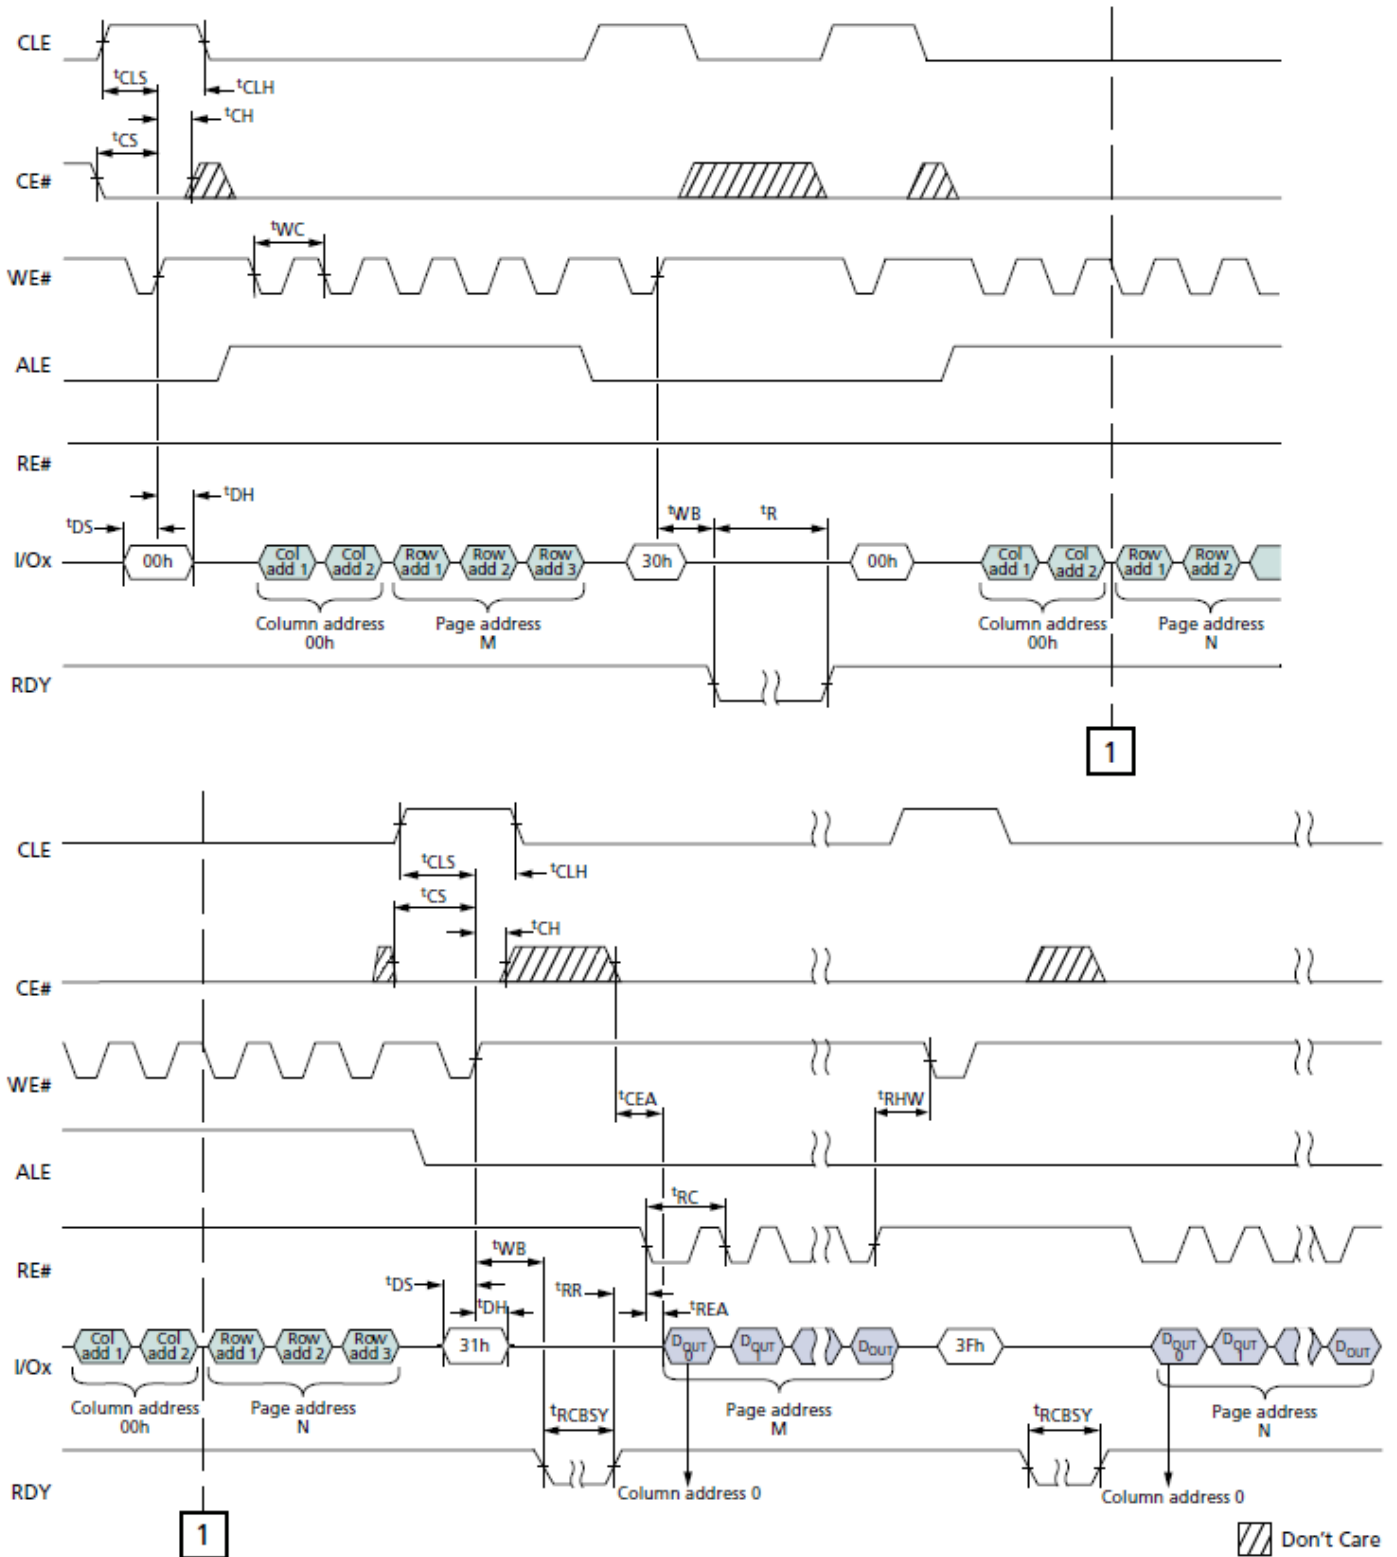 CLE
tCLS
tCLH
tCH
tCS
CE#
tWC
WE#
ALE
RE#
tDH
tDS
tWB
tR
I/Ox
00h
Col add 1
Col add 2
Row add 1
Row add 2
Row add 3
30h
00h
Col add 1
Col add 2
Row add 1
Row add 2
Column address
00h
Page address
M
Column address
00h
Page address
N
RDY
1
CLE
tCLS
tCLH
tCS
tCH
CE#
WE#
tCEA
tRHW
ALE
tRC
tWB
RE#
tDS
tRR
tDH
tREA
I/Ox
Col add 1
Col add 2
Row add 1
Row add 2
Row add 3
31h
DOUT 0
DOUT 1
DOUT
3Fh
DOUT 0
DOUT 1
DOUT
Column address
00h
Page address
N
tRCBSY
Page address
M
tRCBSY
Page address
N
RDY
Column address 0
Column address 0
1
Don't Care